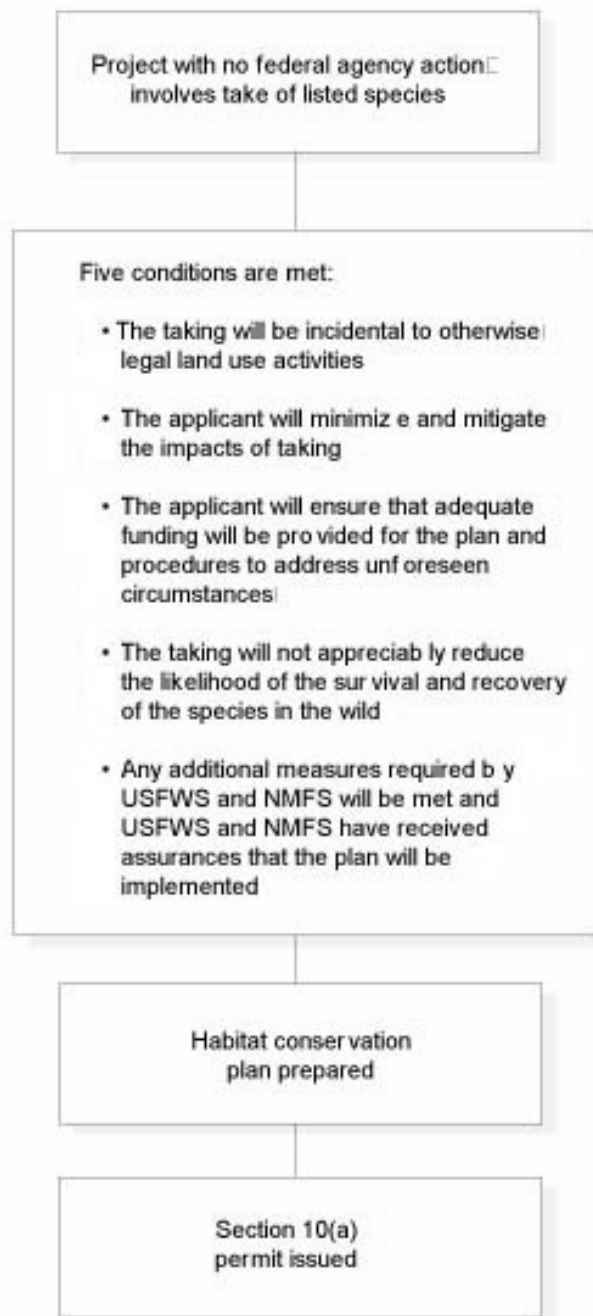 Project with no federal agency action
involves take of listed species
Five conditions are met:
• The taking will be incidental to otherwise
legal land use activities
• The applicant will minimiz e and mitigate
the impacts of taking
• The applicant will ensure that adequate
funding will be pro vided for the plan and
procedures to address unf oreseen
circumstances
• The taking will not appreciab ly reduce
the likelihood of the sur vival and recovery
of the species in the wild
• Any additional measures required b y
USFWS and NMFS will be met and
USFWS and NMFS have received
assurances that the plan will be
implemented
Habitat conser vation
plan prepared
Section 10(a)
permit issued